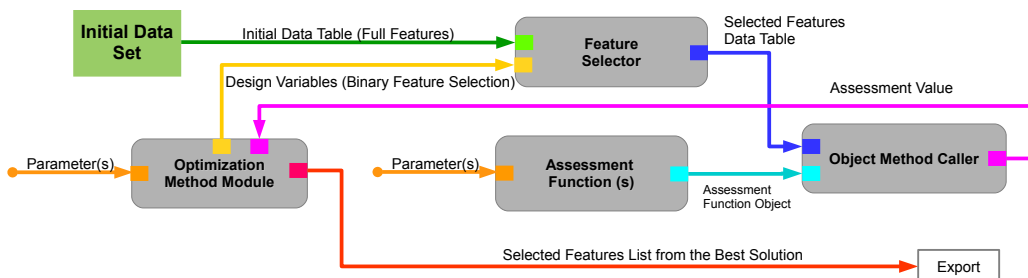 Initial Data
Set
Initial Data Table (Full Features)
Feature
Selector
Selected Features
Data Table
Design Variables (Binary Feature Selection)
Assessment Value
Parameter(s)
Optimization
Method Module
Parameter(s)
Assessment
Function (s)
Assessment
Function Object
Object Method Caller
Selected Features List from the Best Solution
Export